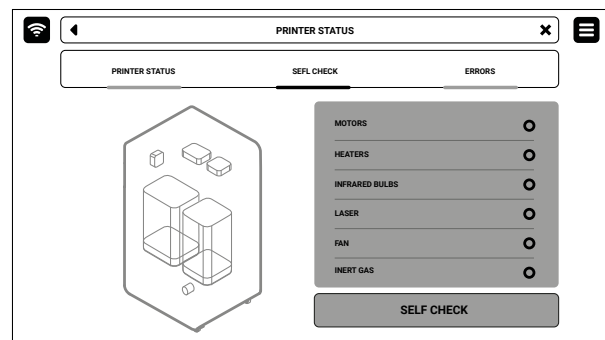 PRINTER STATUS
PRINTER STATUS SEFL CHECK ERRORS
MOTORS
HEATERS
INFRARED BULBS
LASER
FAN
INERT GAS
SELF CHECK